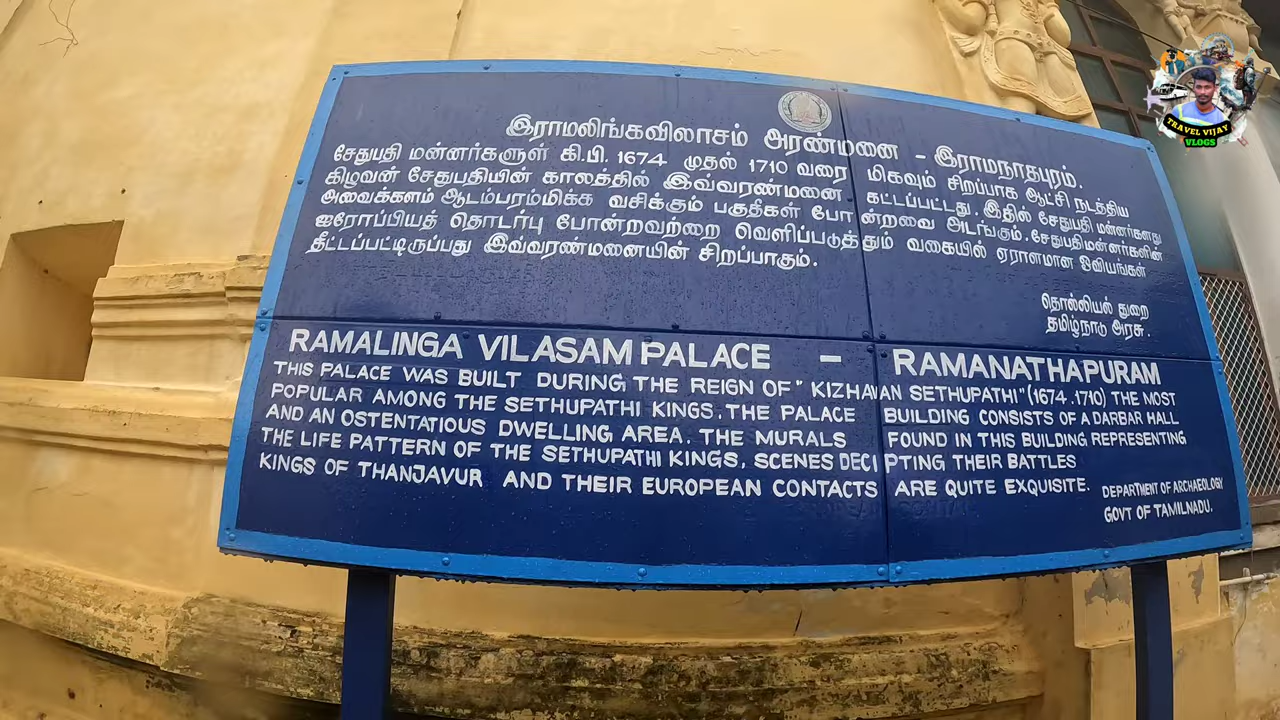 இராமலிங்கவிலாசம் அரண்மனை - இராமநாதபுரம்.
சேதுபதி மன்னர்களுள் கி.பி. 1674 முதல் 1710 வரை மிகவும் சிறப்பாக ஆட்சி நடத்திய
கிழவன் சேதுபதியின் காலத்தில் இவ்வரண்மனை கட்டப்பட்டது. இதில் சேதுபதி மன்னர்களது
அவைக்களம் ஆடம்பரம்மிக்க வசிக்கும் பகுதிகள் போன்றவை அடங்கும். சேதுபதிமன்னர்களின்
ஐரோப்பியத் தொடர்பு போன்றவற்றை வெளிப்படுத்தும் வகையில் ஏராளமான ஓவியங்கள்
தீட்டப்பட்டிருப்பது இவ்வரண்மனையின் சிறப்பாகும்.
தொல்லியல் துறை
தமிழ்நாடு அரசு.
RAMALINGA VILASAM PALACE - RAMANATHAPURAM
THIS PALACE WAS BUILT DURING THE REIGN OF " KIZHAVAN SETHUPATHI" (1674 .1710) THE MOST
POPULAR AMONG THE SETHUPATHI KINGS. THE PALACE BUILDING CONSISTS OF A DARBAR HALL
AND AN OSTENTATIOUS DWELLING AREA. THE MURALS FOUND IN THIS BUILDING REPRESENTING
THE LIFE PATTERN OF THE SETHUPATHI KINGS. SCENES DECIPTING THEIR BATTLES
KINGS OF THANJAVUR AND THEIR EUROPEAN CONTACTS ARE QUITE EXQUISITE.
DEPARTMENT OF ARCHAEOLOGY
GOVT OF TAMILNADU.
TRAVEL VIJAY
VLOGS